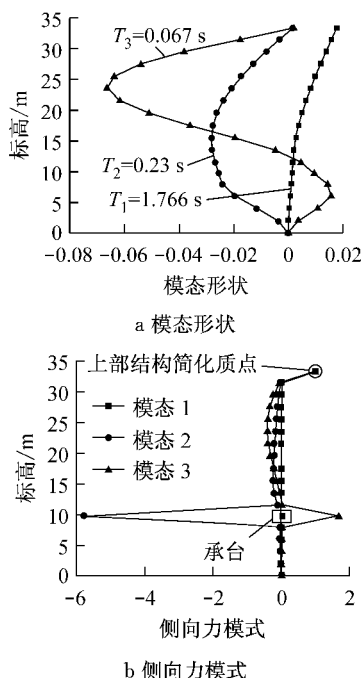 35
30
25
20
15
10
5
0
标高/m
T₃=0.067 s
T₂=0.23 s
T₁=1.766 s
-0.08 -0.06 -0.04 -0.02 0 0.02
模态形状
a 模态形状
35
30
25
20
15
10
5
0
标高/m
上部结构简化质点
模态 1
模态 2
模态 3
承台
-6 -4 -2 0 2
侧向力模式
b 侧向力模式